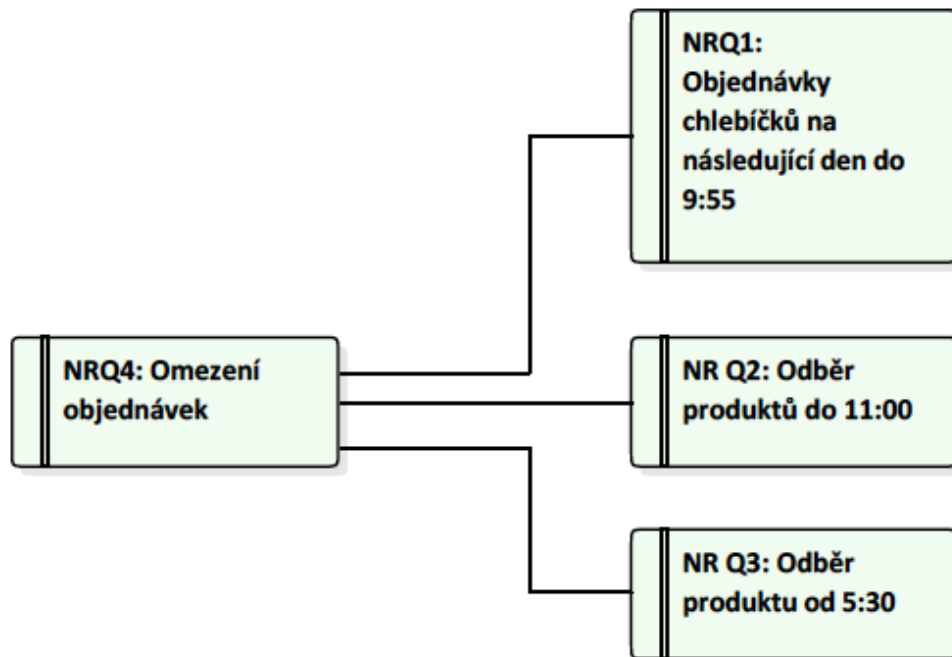 NRQ1:
Objednávky
chlebíčků na
následující den do
9:55
NRQ4: Omezení
objednávek
NR Q2: Odběr
produktů do 11:00
NR Q3: Odběr
produktu od 5:30